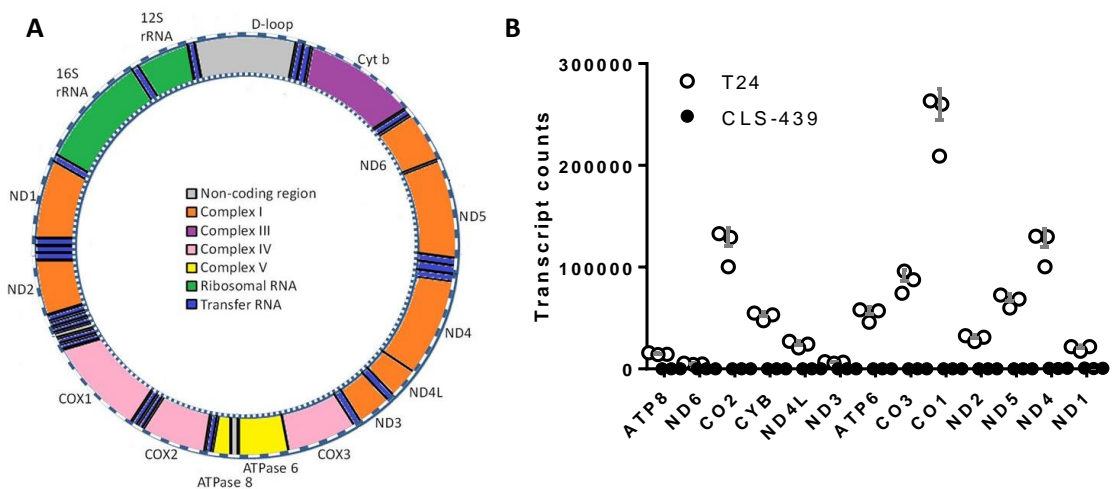 A
12S
rRNA
D-loop
Cyt b
16S
rRNA
ND6
ND1
ND5
Non-coding region
Complex I
Complex III
Complex IV
Complex V
Ribosomal RNA
Transfer RNA
ND2
ND4
ND4L
COX1
ND3
COX2
COX3
ATPase 6
ATPase 8
B
Transcript counts
300000
200000
100000
0
T24
CLS-439
ATP8
ND6
CO2
CYB
ND4L
ND3
ATP6
CO3
CO1
ND2
ND5
ND4
ND1